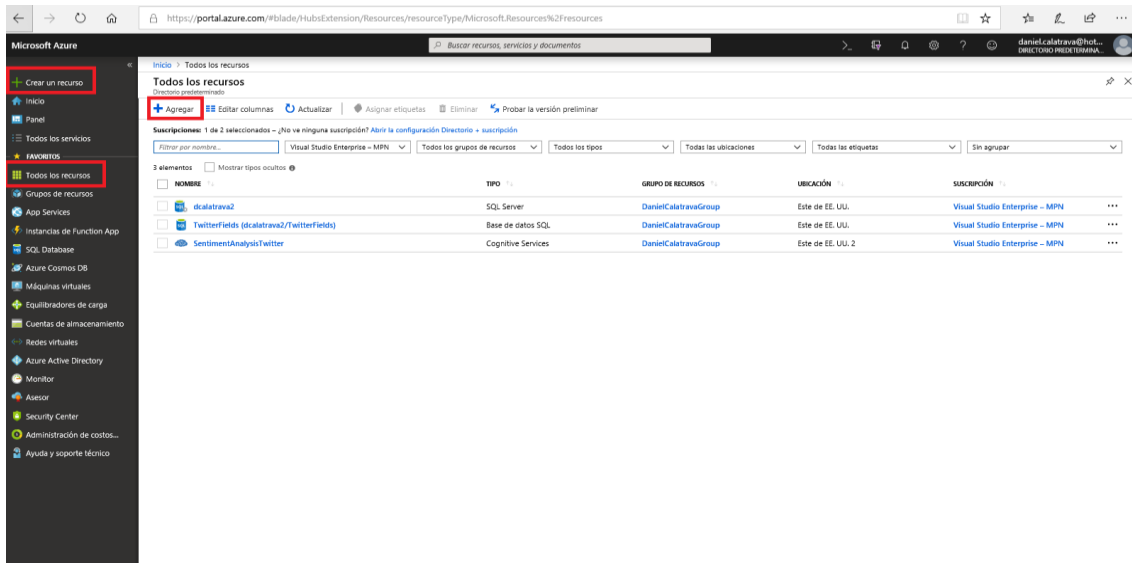 https://portal.azure.com/#blade/HubsExtension/Resources/resourceType/Microsoft.Resources%2Fresources
Microsoft Azure
Buscar recursos, servicios y documentos
daniel.calatrava@hot...
DIRECTORIO PREDETERMINA...
Crear un recurso
Inicio
Panel
Todos los servicios
FAVORITOS
Todos los recursos
Grupos de recursos
App Services
Instancias de Function App
SQL Database
Azure Cosmos DB
Máquinas virtuales
Equilibradores de carga
Cuentas de almacenamiento
Redes virtuales
Azure Active Directory
Monitor
Asesor
Security Center
Administración de costos...
Ayuda y soporte técnico
Inicio > Todos los recursos
Todos los recursos
Directorio predeterminado
Agregar Editar columnas Actualizar Asignar etiquetas Eliminar Probar la versión preliminar
Suscripciones: 1 de 2 seleccionados – ¿No ve ninguna suscripción? Abrir la configuración Directorio + suscripción
Filtrar por nombre... Visual Studio Enterprise – MPN Todos los grupos de recursos Todos los tipos Todas las ubicaciones Todas las etiquetas Sin agrupar
3 elementos Mostrar tipos ocultos
NOMBRE TIPO GRUPO DE RECURSOS UBICACIÓN SUSCRIPCIÓN
dcalatrava2 SQL Server DanielCalatravaGroup Este de EE. UU. Visual Studio Enterprise – MPN
TwitterFields (dcalatrava2/TwitterFields) Base de datos SQL DanielCalatravaGroup Este de EE. UU. Visual Studio Enterprise – MPN
SentimentAnalysisTwitter Cognitive Services DanielCalatravaGroup Este de EE. UU. 2 Visual Studio Enterprise – MPN